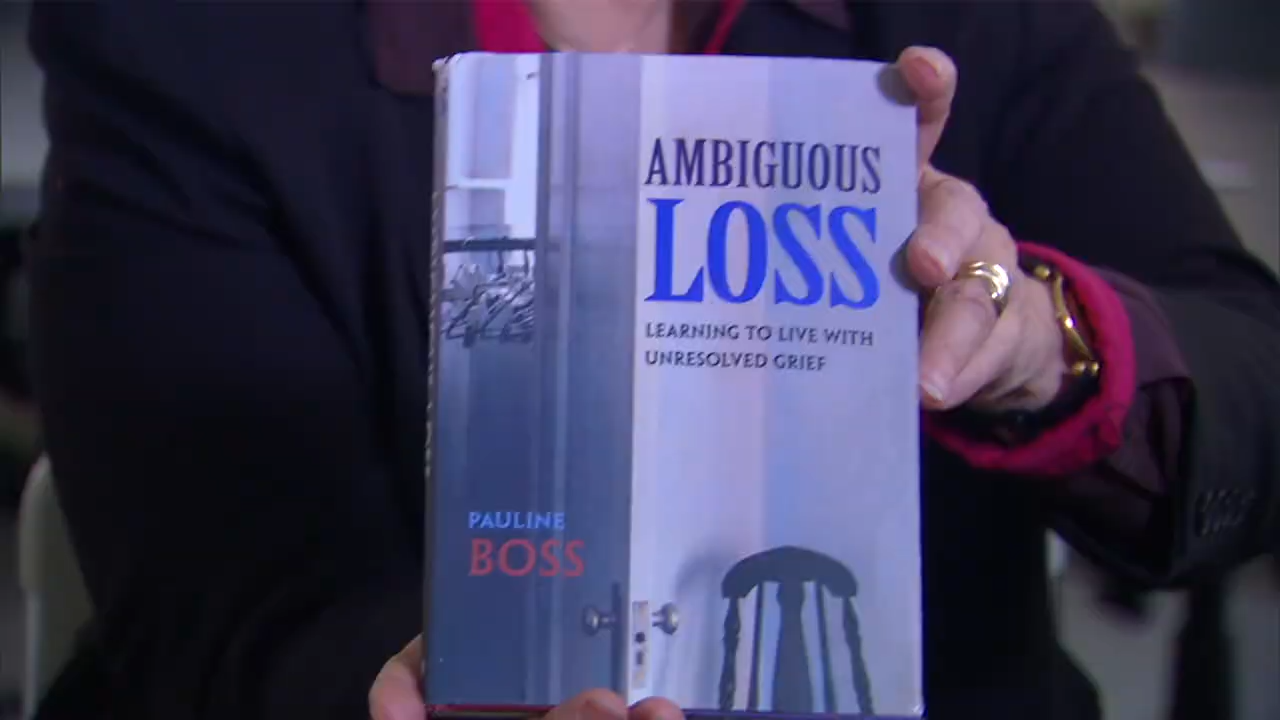 AMBIGUOUS
LOSS
LEARNING TO LIVE WITH
UNRESOLVED GRIEF
PAULINE
BOSS